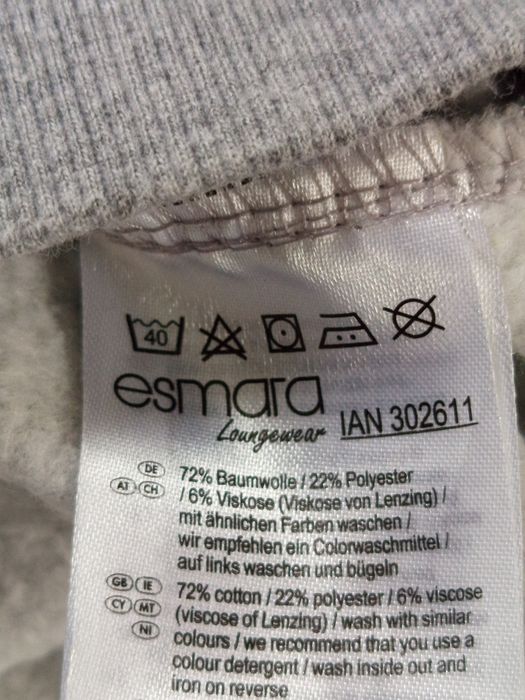 40
esmara
Loungewear IAN 302611
DE AT CH
72% Baumwolle / 22% Polyester
/ 6% Viskose (Viskose von Lenzing) /
mit ähnlichen Farben waschen /
wir empfehlen ein Colorwaschmittel /
auf links waschen und bügeln
GB IE CY MT NI
72% cotton / 22% polyester / 6% viscose
(viscose of Lenzing) / wash with similar
colours / we recommend that you use a
colour detergent / wash inside out and
iron on reverse